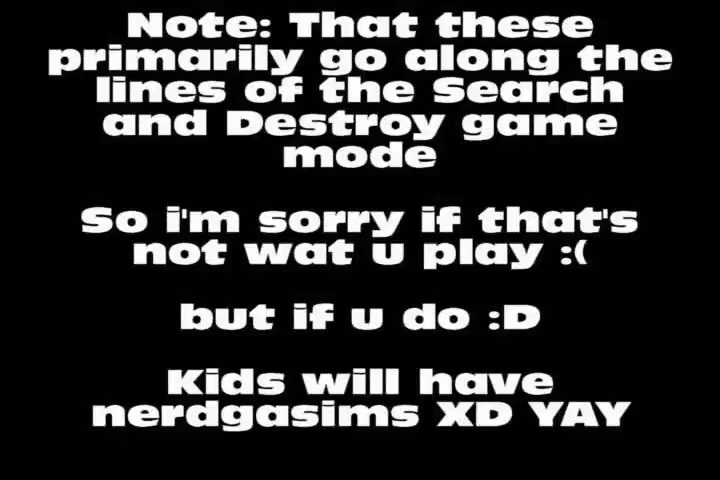 Note: That these
primarily go along the
lines of the Search
and Destroy game
mode
So i'm sorry if that's
not wat u play :(
but if u do :D
Kids will have
nerdgasims XD YAY